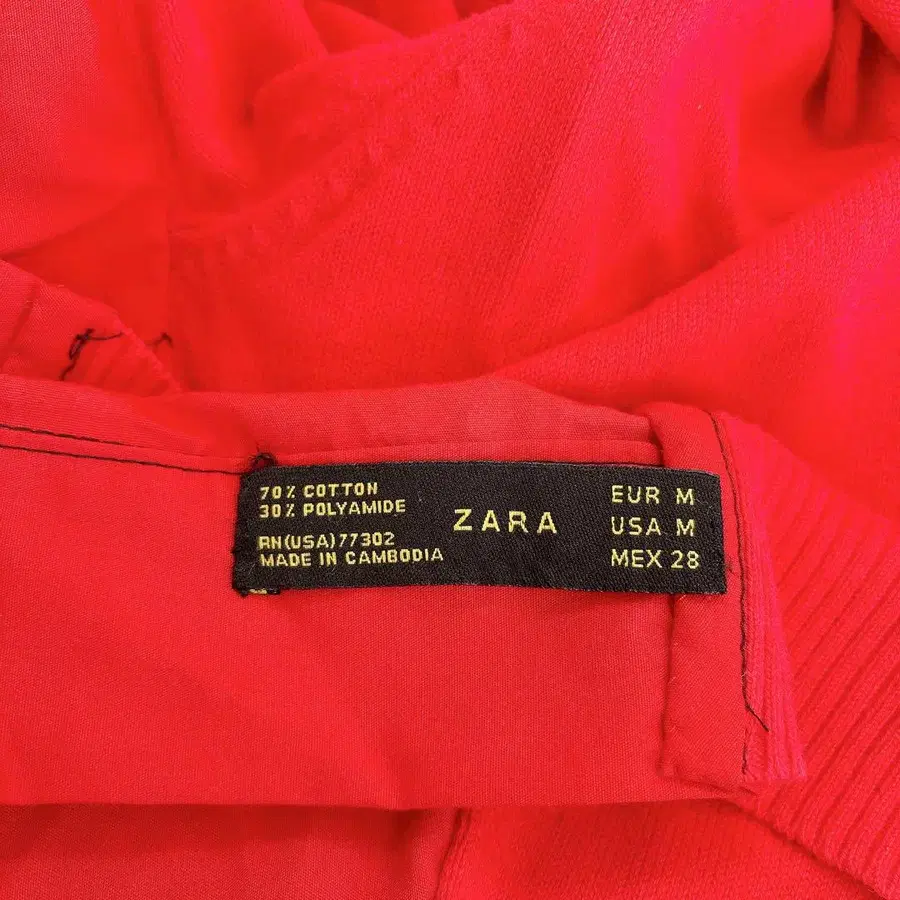 70% COTTON
30% POLYAMIDE
RN(USA)77302
MADE IN CAMBODIA
ZARA
EUR M
USA M
MEX 28